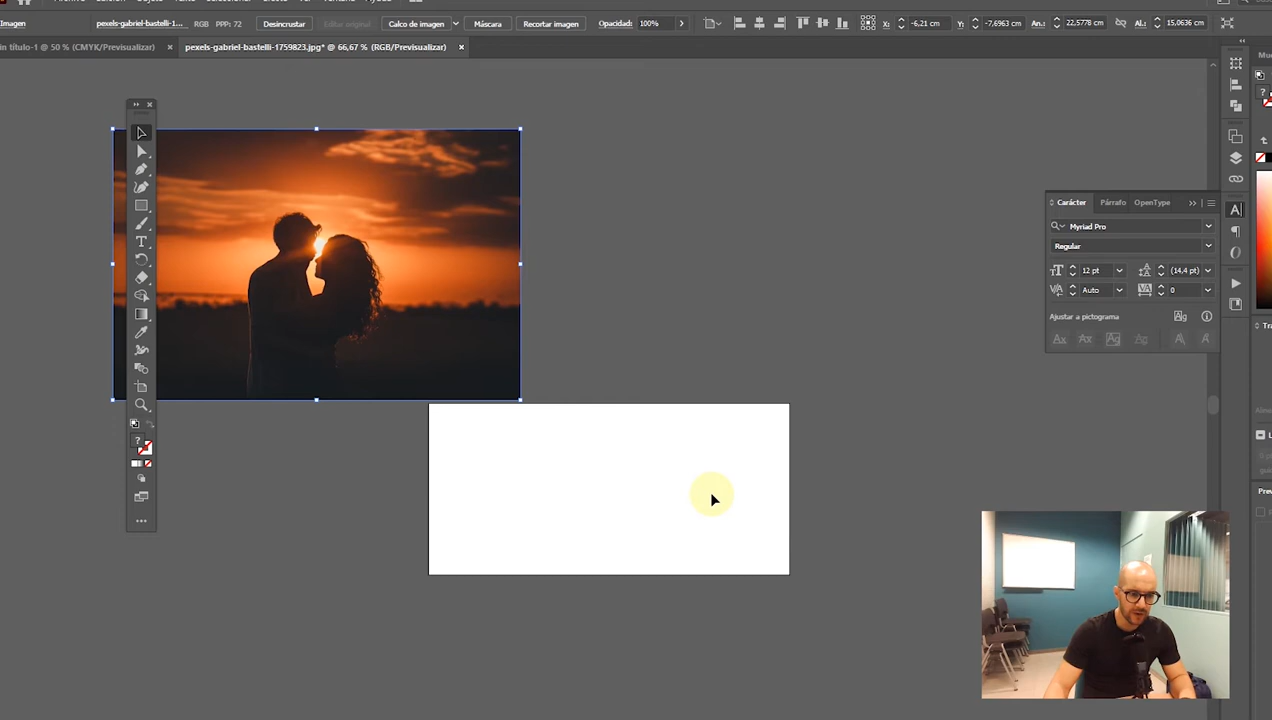 Imagen
pexels-gabriel-bastelli-1...
RGB
PPP: 72
Desincrustar
Editar original
Calco de imagen
Máscara
Recortar imagen
Opacidad:
100%
X:
-6,21 cm
Y:
-7,6963 cm
An.:
22,5778 cm
Al.:
15,0636 cm
in título-1 @ 50 % (CMYK/Previsualizar)
pexels-gabriel-bastelli-1759823.jpg* @ 66,67 % (RGB/Previsualizar)
Carácter
Párrafo
OpenType
Myriad Pro
Regular
12 pt
(14,4 pt)
Auto
0
Ajustar a pictograma